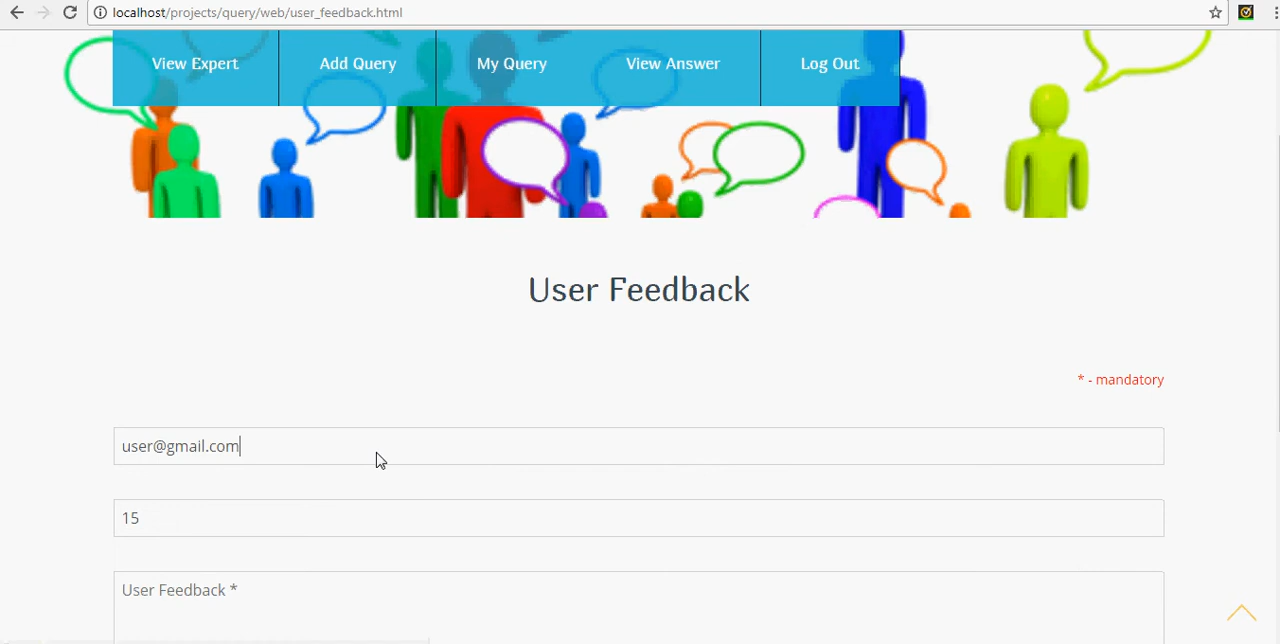 localhost/projects/query/web/user_feedback.html
View Expert Add Query My Query View Answer Log Out
User Feedback
* - mandatory
user@gmail.com
15
User Feedback *